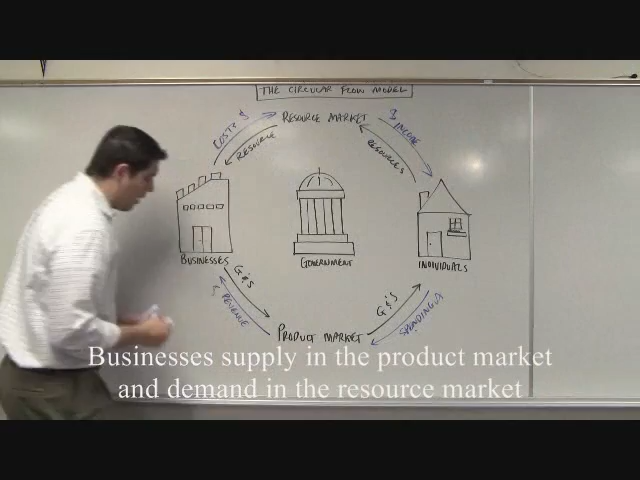 THE CIRCULAR FLOW MODEL
RESOURCE MARKET
COSTS $
RESOURCE
$ INCOME
RESOURCES
BUSINESSES
GOVERNMENT
INDIVIDUALS
G & S
REVENUE
G & S
SPENDING
PRODUCT MARKET
Businesses supply in the product market
and demand in the resource market